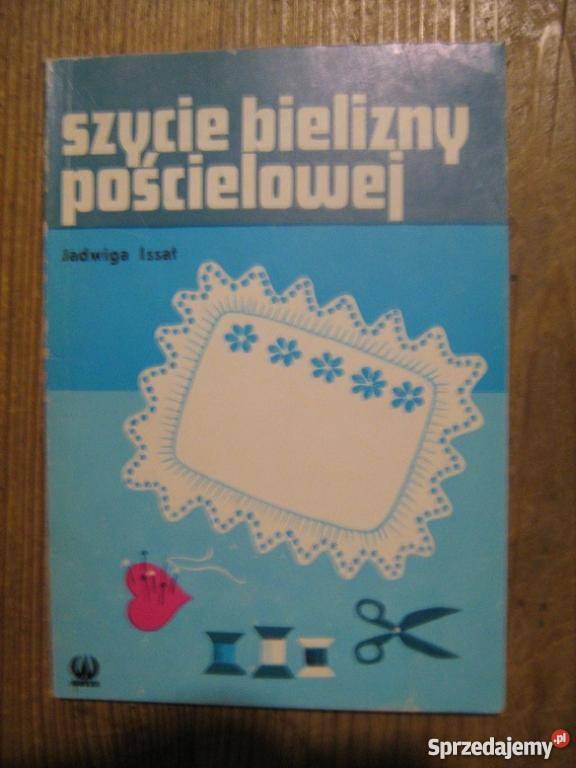 szycie bielizny
pościelowej
Jadwiga Issat
Sprzedajemy.pl